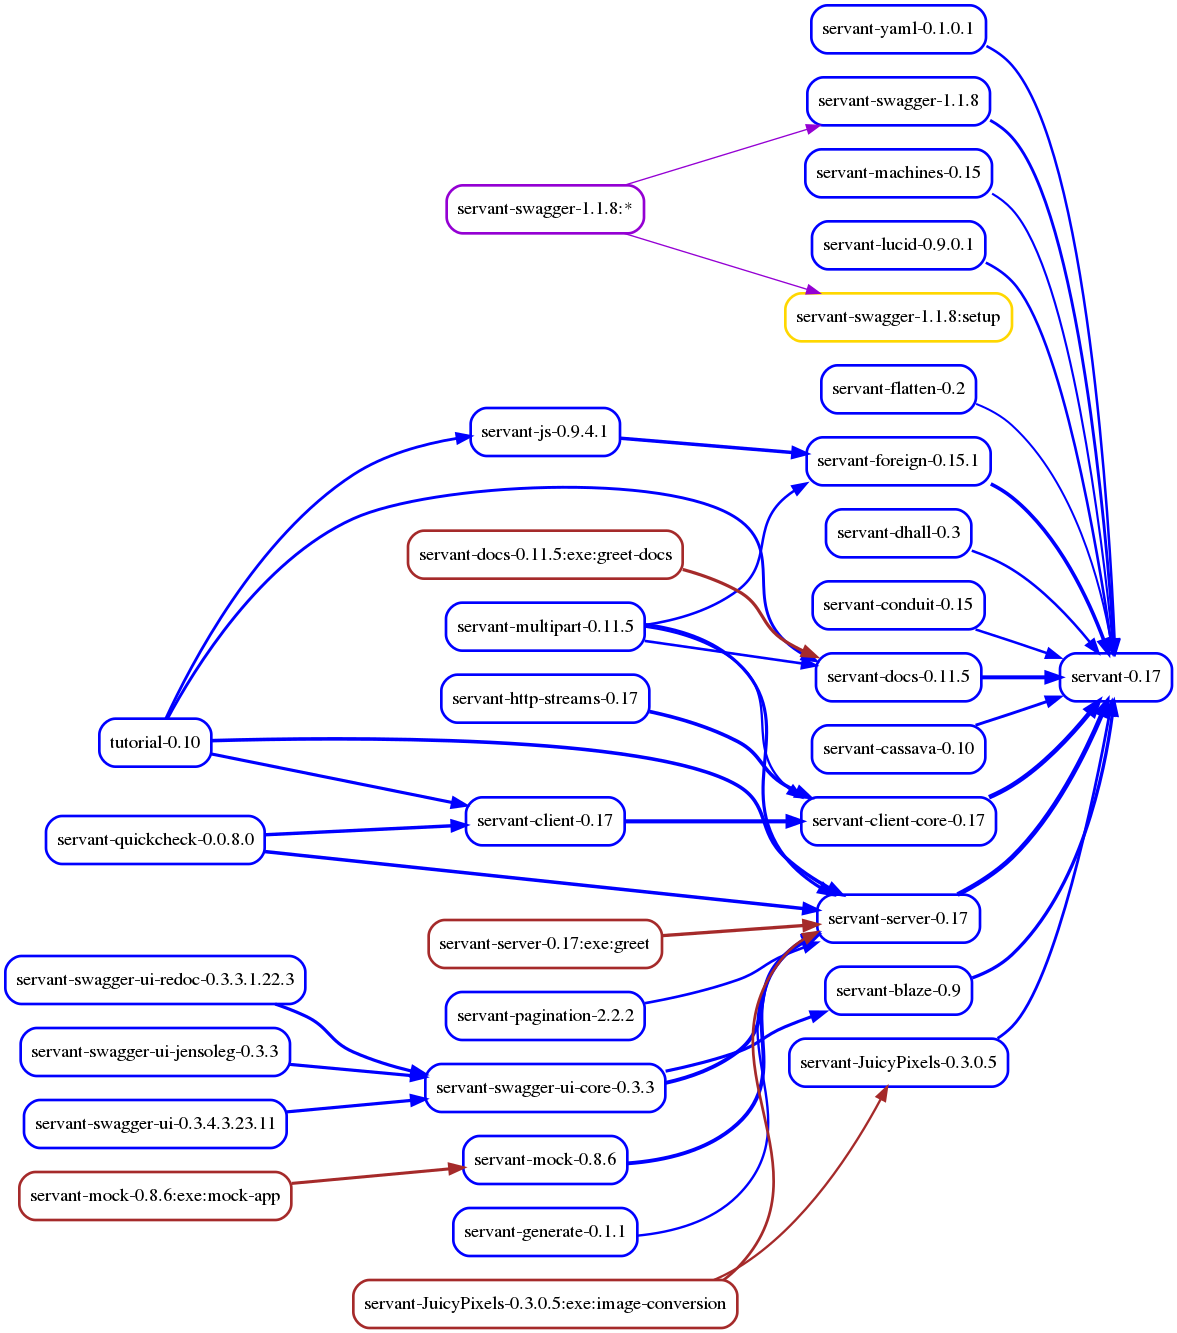 servant-yaml-0.1.0.1
servant-swagger-1.1.8
servant-machines-0.15
servant-swagger-1.1.8:*
servant-lucid-0.9.0.1
servant-swagger-1.1.8:setup
servant-flatten-0.2
servant-js-0.9.4.1
servant-foreign-0.15.1
servant-dhall-0.3
servant-docs-0.11.5:exe:greet-docs
servant-conduit-0.15
servant-multipart-0.11.5
servant-docs-0.11.5
servant-0.17
servant-http-streams-0.17
tutorial-0.10
servant-cassava-0.10
servant-client-0.17
servant-client-core-0.17
servant-quickcheck-0.0.8.0
servant-server-0.17
servant-server-0.17:exe:greet
servant-swagger-ui-redoc-0.3.3.1.22.3
servant-blaze-0.9
servant-pagination-2.2.2
servant-swagger-ui-jensoleg-0.3.3
servant-JuicyPixels-0.3.0.5
servant-swagger-ui-core-0.3.3
servant-swagger-ui-0.3.4.3.23.11
servant-mock-0.8.6
servant-mock-0.8.6:exe:mock-app
servant-generate-0.1.1
servant-JuicyPixels-0.3.0.5:exe:image-conversion